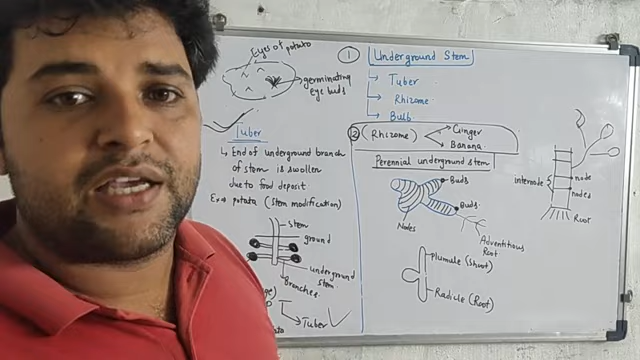 Eyes of potato
germinating
eye buds
Tuber
↳ End of underground branch
of stem is swollen
due to food deposit
Ex→ potata (Stem modification)
stem
ground
underground
stem
Branches
Tuber
1 Underground Stem
→ Tuber
→ Rhizome
→ Bulb
2 (Rhizome) Ginger
Banana
Perennial underground stem
Buds
Buds
Nodes
Adventitious
Root
Plumule (Shoot)
Radicle (Root)
internode
node
nodes
Root